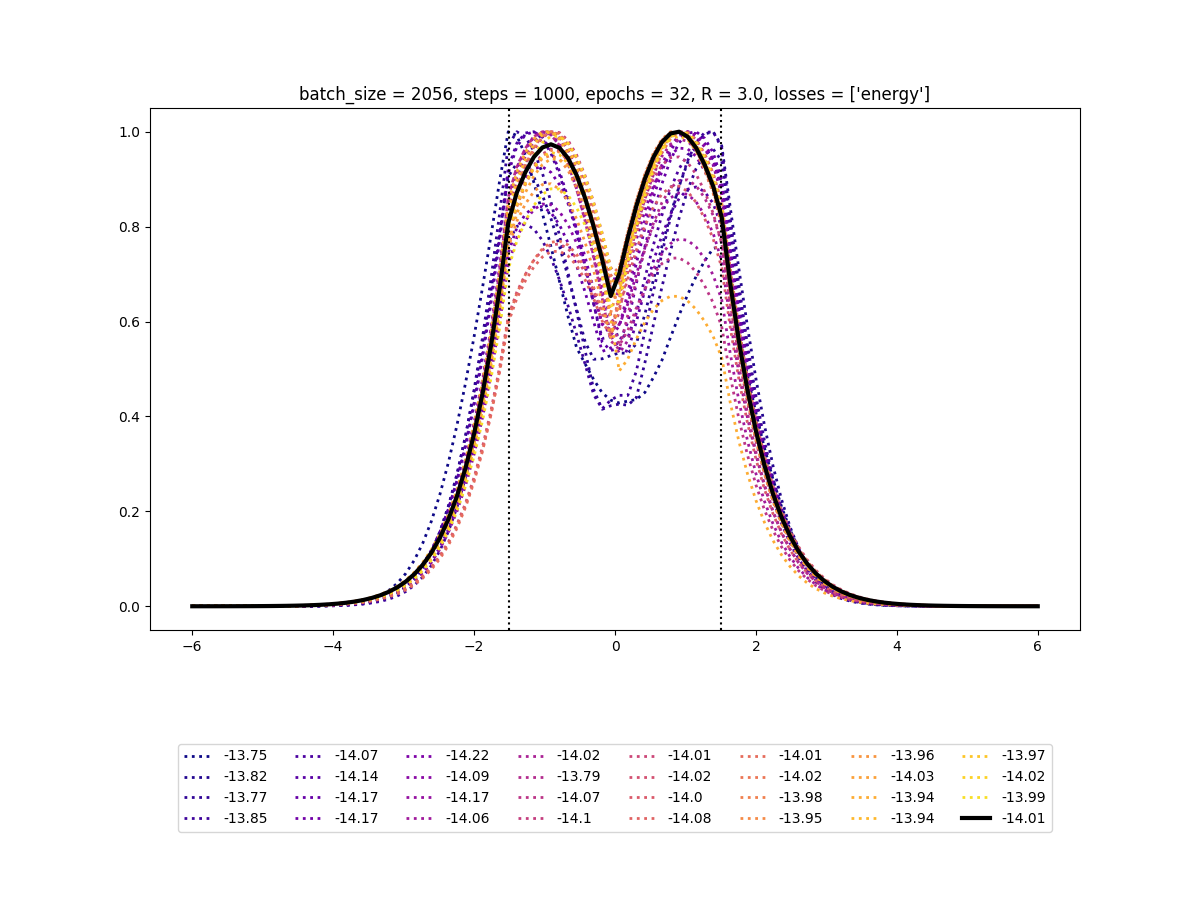 batch_size = 2056, steps = 1000, epochs = 32, R = 3.0, losses = ['energy']
1.0
0.8
0.6
0.4
0.2
0.0
−6 −4 −2 0 2 4 6
-13.75 -14.07 -14.22 -14.02 -14.01 -14.01 -13.96 -13.97
-13.82 -14.14 -14.09 -13.79 -14.02 -14.02 -14.03 -14.02
-13.77 -14.17 -14.17 -14.07 -14.0 -13.98 -13.94 -13.99
-13.85 -14.17 -14.06 -14.1 -14.08 -13.95 -13.94 -14.01